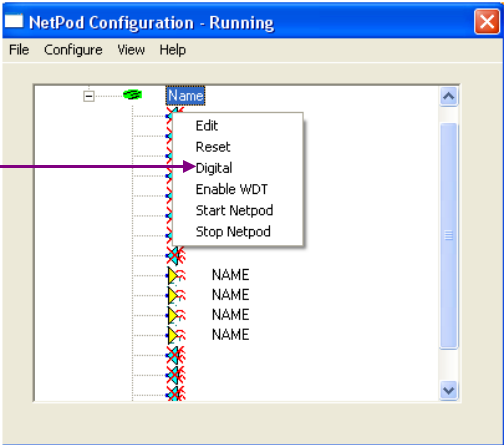 NetPod Configuration - Running
File Configure View Help
Name
Edit
Reset
Digital
Enable WDT
Start Netpod
Stop Netpod
NAME
NAME
NAME
NAME